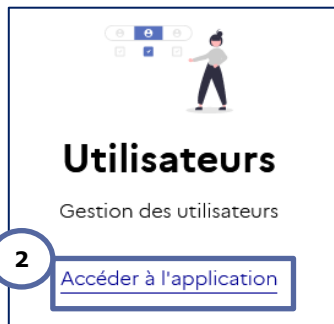 Utilisateurs
Gestion des utilisateurs
2
Accéder à l'application